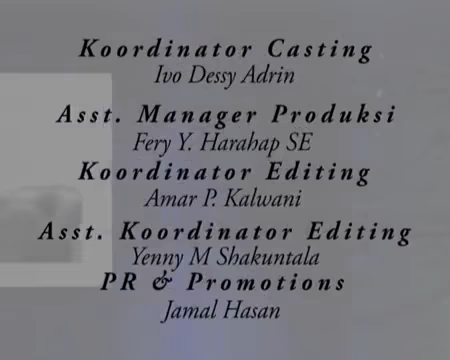 Koordinator Casting
Ivo Dessy Adrin
Asst. Manager Produksi
Fery Y. Harahap SE
Koordinator Editing
Amar P. Kalwani
Asst. Koordinator Editing
Yenny M Shakuntala
PR & Promotions
Jamal Hasan